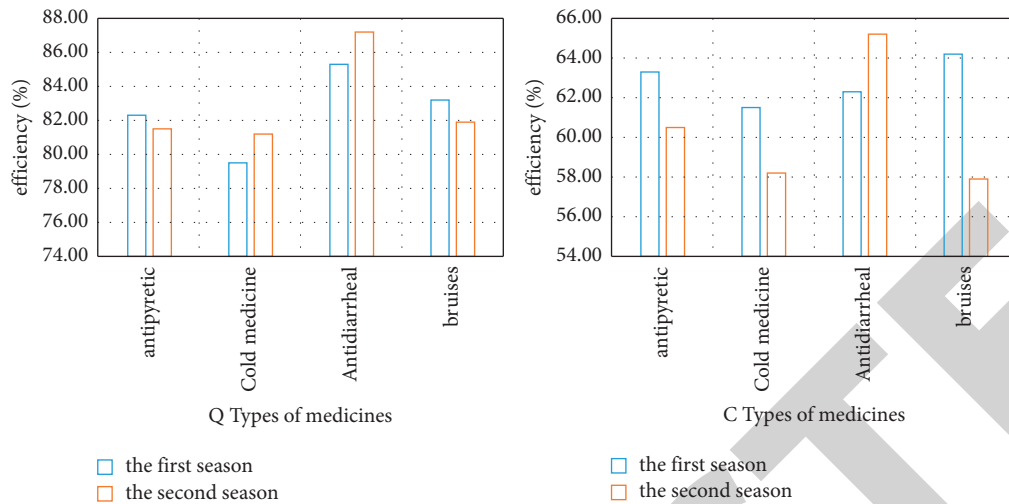 88.00
86.00
84.00
82.00
80.00
78.00
76.00
74.00
efficiency (%)
antipyretic
Cold medicine
Antidiarrheal
bruises
Q Types of medicines
the first season
the second season
66.00
64.00
62.00
60.00
58.00
56.00
54.00
efficiency (%)
antipyretic
Cold medicine
Antidiarrheal
bruises
C Types of medicines
the first season
the second season